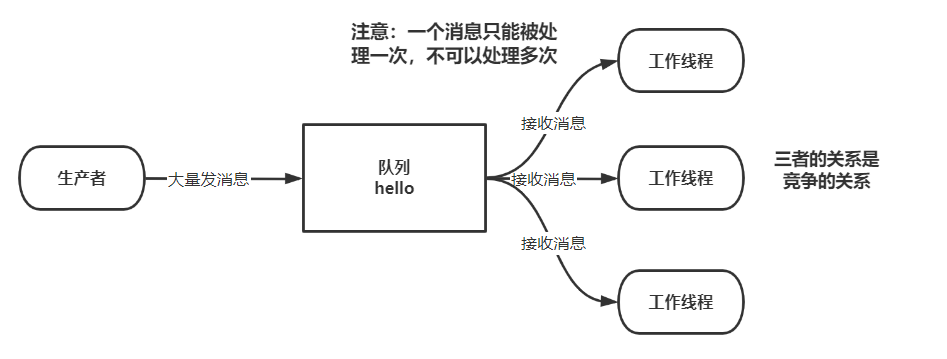 注意：一个消息只能被处
理一次，不可以处理多次
工作线程
接收消息
生产者
大量发消息
队列
hello
接收消息
工作线程
三者的关系是
竞争的关系
接收消息
工作线程